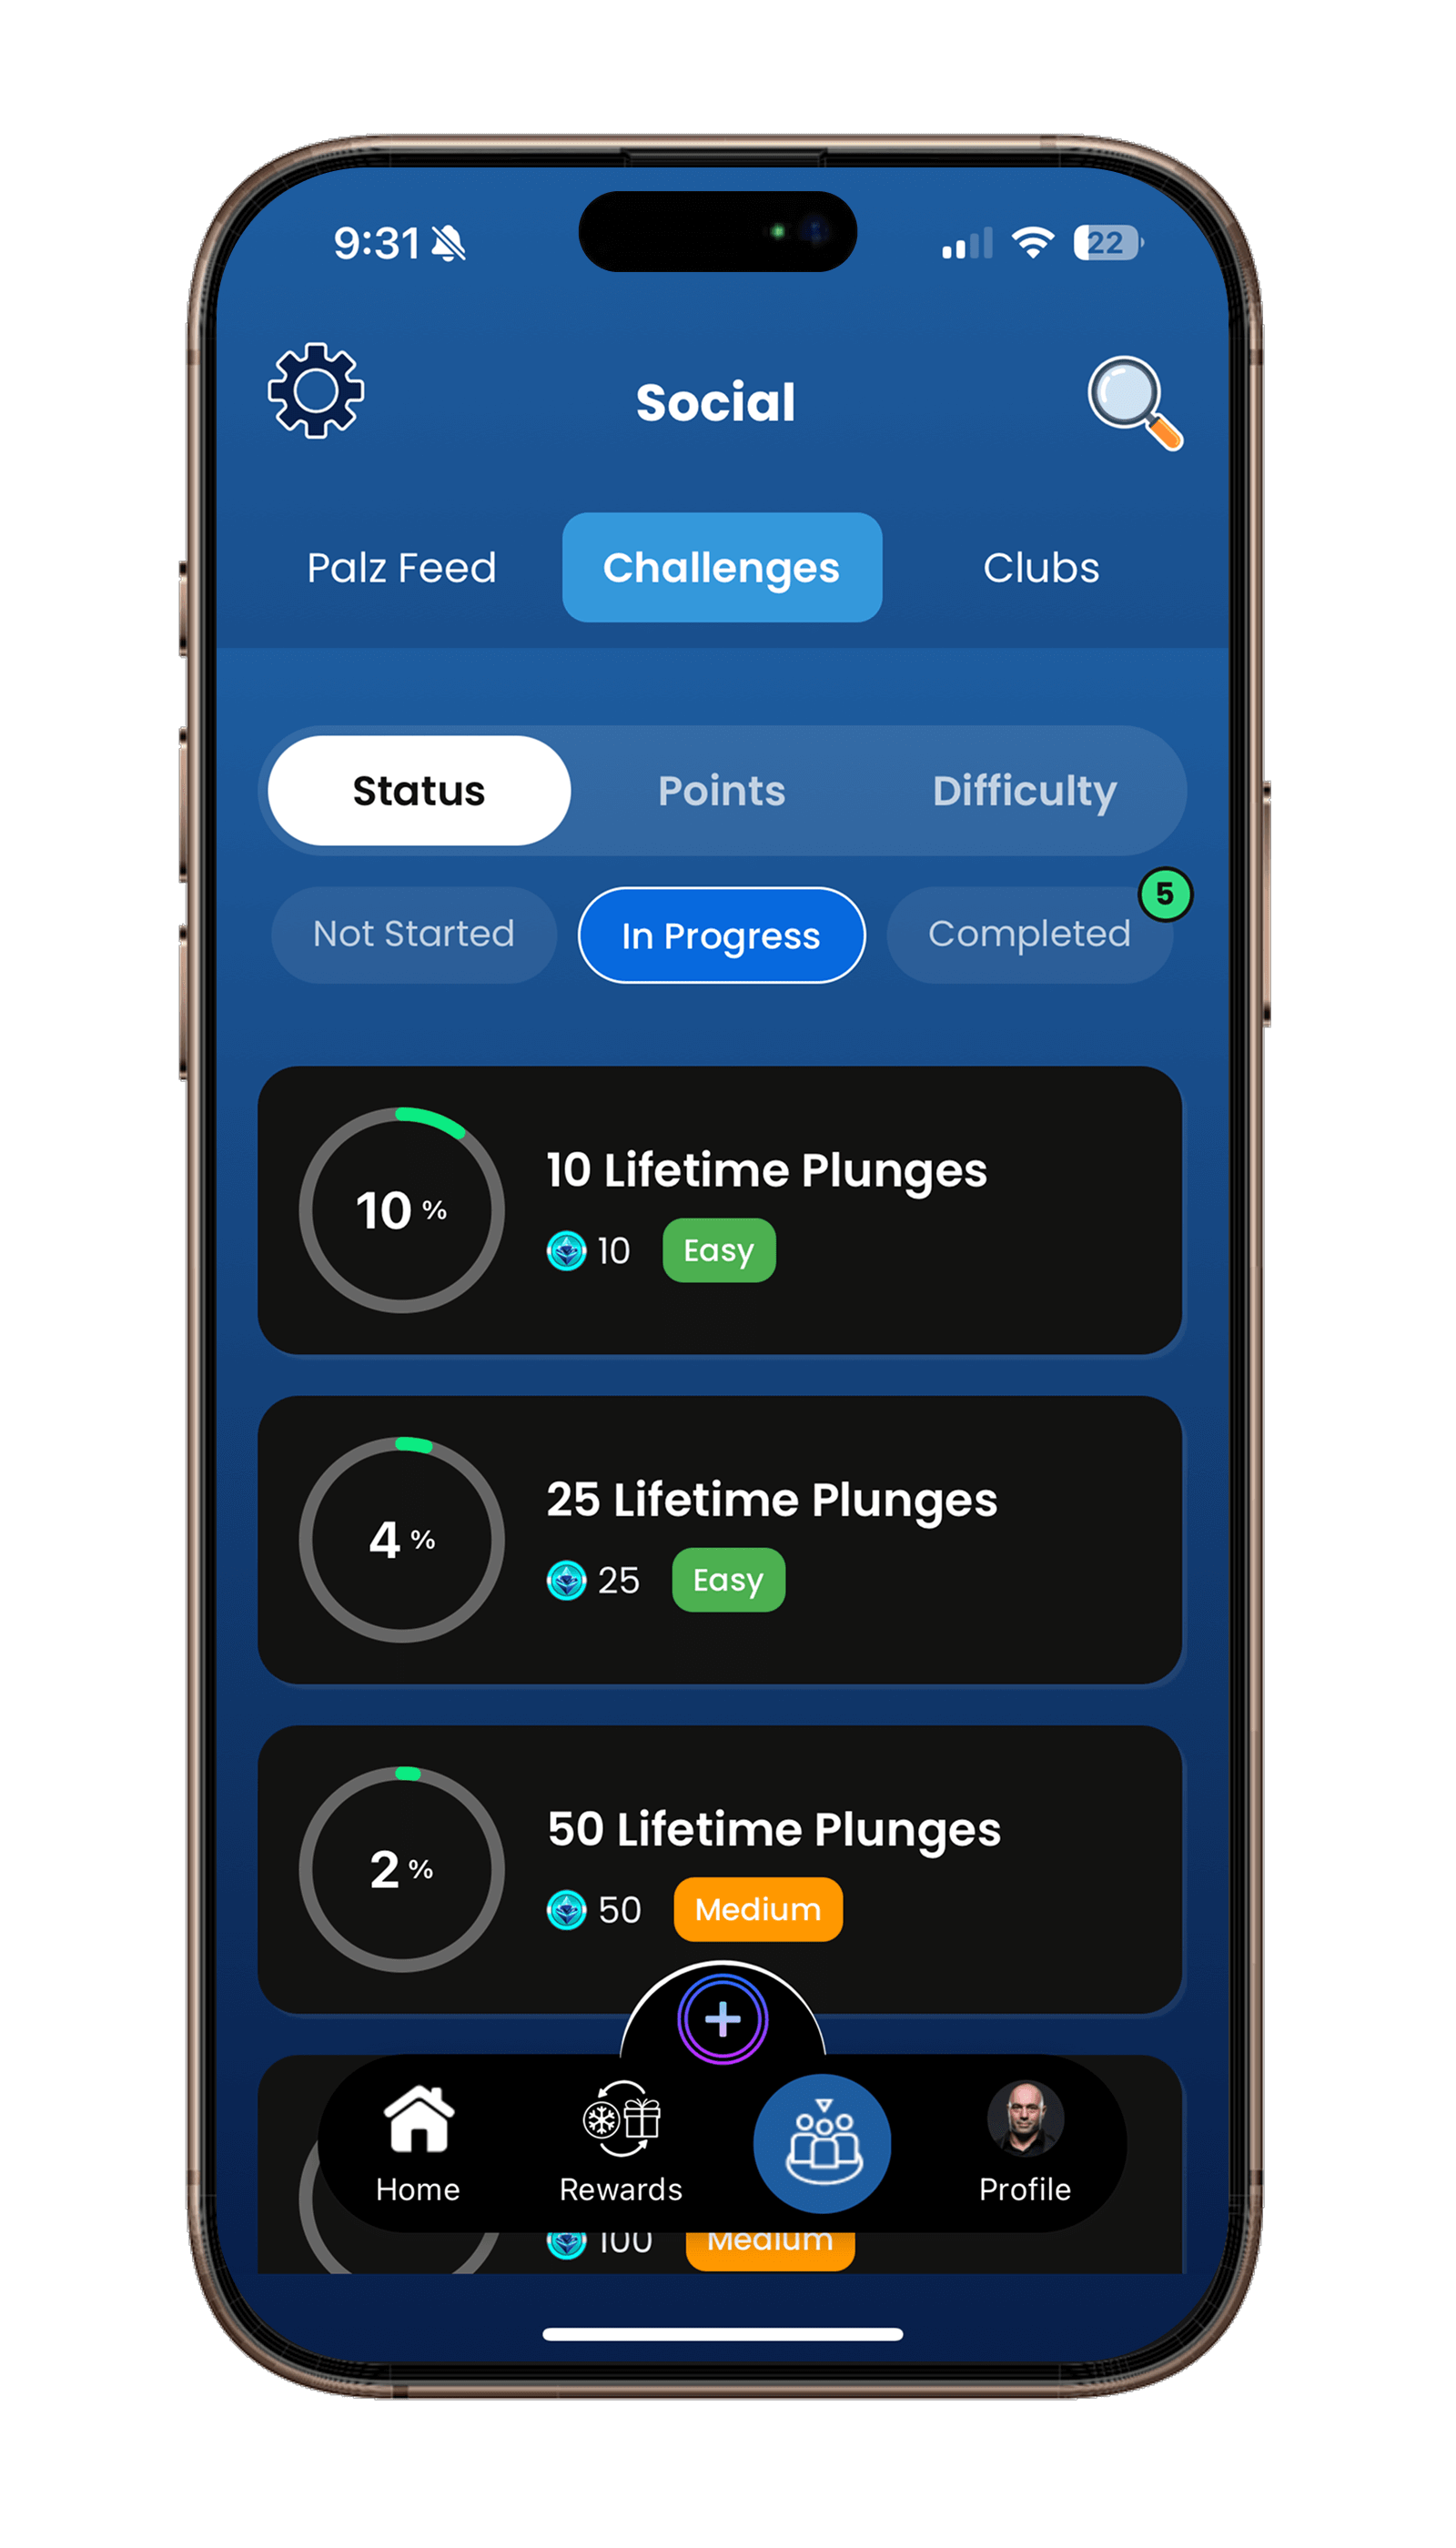 9:31
22
Social
Palz Feed
Challenges
Clubs
Status
Points
Difficulty
Not Started
In Progress
Completed
5
10 %
10 Lifetime Plunges
10
Easy
4 %
25 Lifetime Plunges
25
Easy
2 %
50 Lifetime Plunges
50
Medium
Home
Rewards
Profile
100
Medium